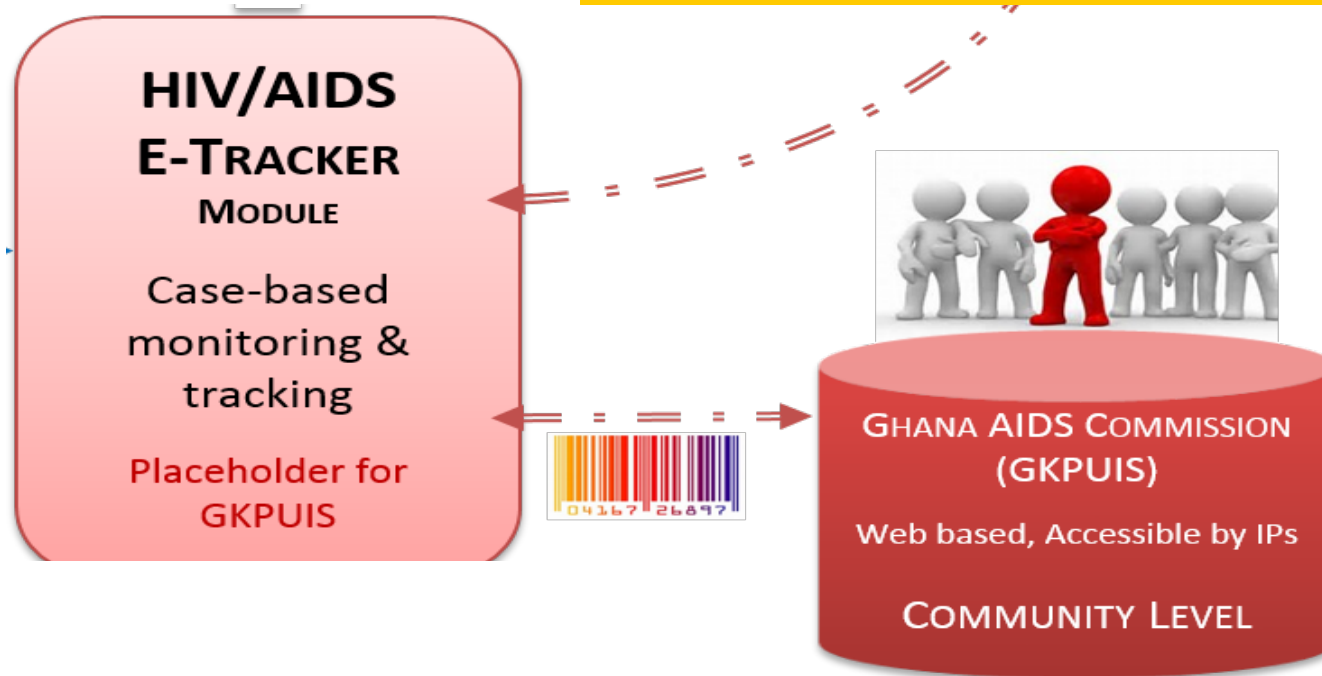 HIV/AIDS
E-TRACKER
MODULE
Case-based
monitoring &
tracking
Placeholder for
GKPUIS
04167 26897
GHANA AIDS COMMISSION
(GKPUIS)
Web based, Accessible by IPs
COMMUNITY LEVEL